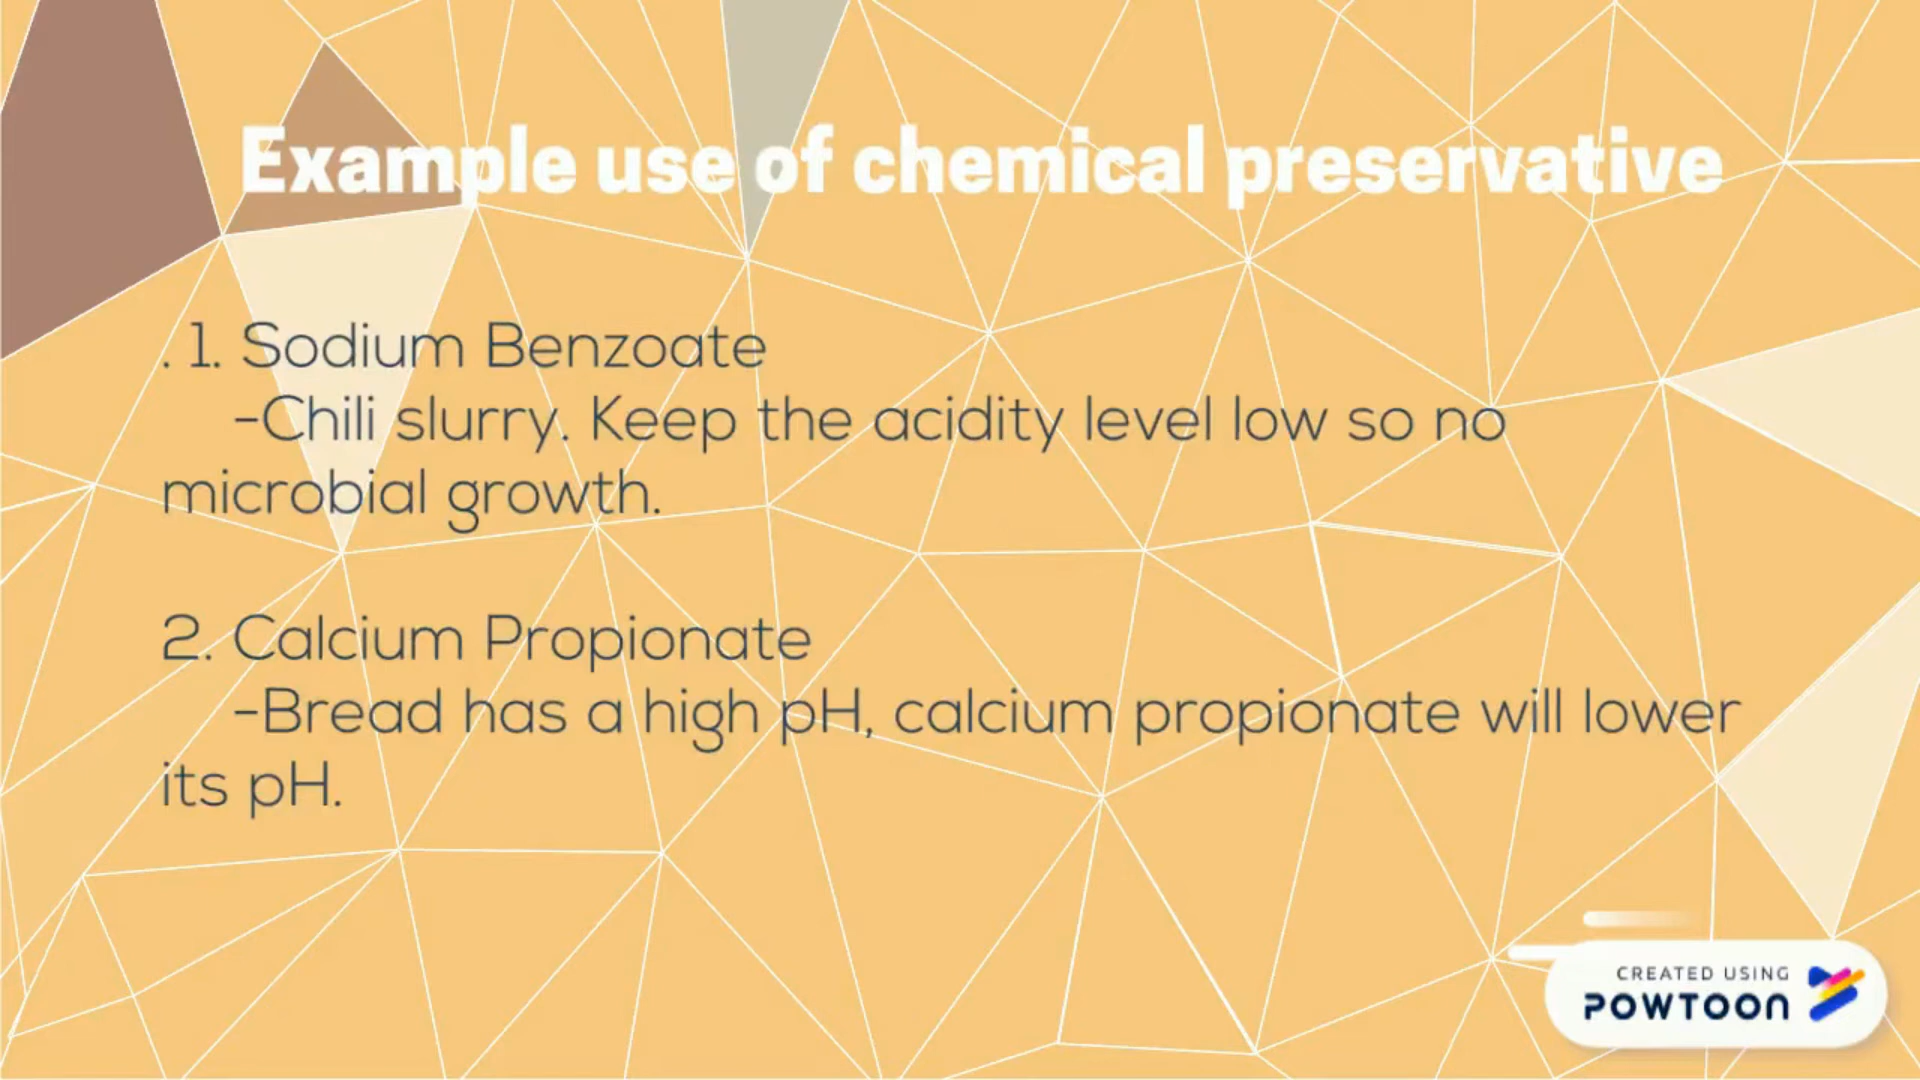 Example use of chemical preservative
. 1. Sodium Benzoate
-Chili slurry. Keep the acidity level low so no
microbial growth.
2. Calcium Propionate
-Bread has a high pH, calcium propionate will lower
its pH.
CREATED USING
POWTOON